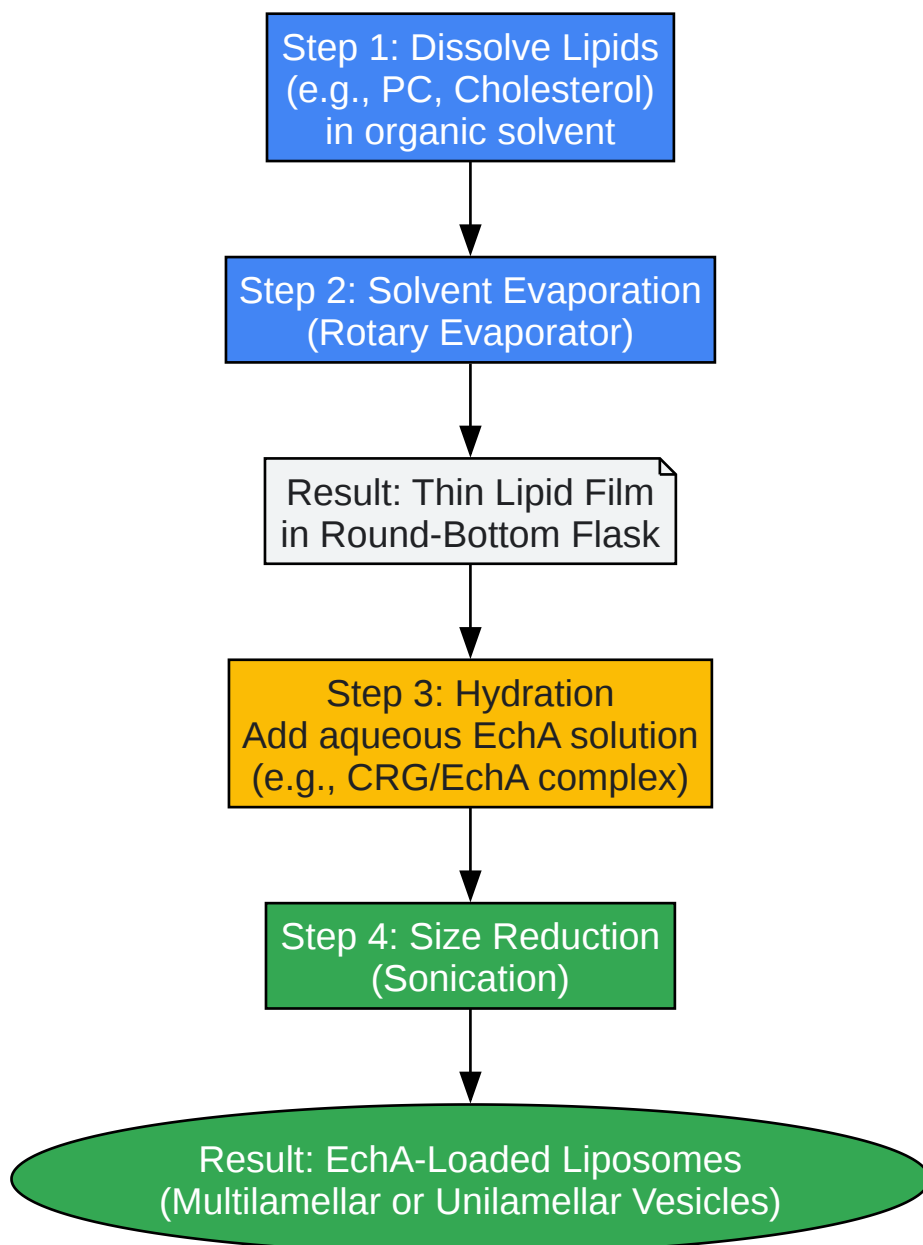 Step 1: Dissolve Lipids
(e.g., PC, Cholesterol)
in organic solvent
Step 2: Solvent Evaporation
(Rotary Evaporator)
Result: Thin Lipid Film
in Round-Bottom Flask
Step 3: Hydration
Add aqueous EchA solution
(e.g., CRG/EchA complex)
Step 4: Size Reduction
(Sonication)
Result: EchA-Loaded Liposomes
(Multilamellar or Unilamellar Vesicles)